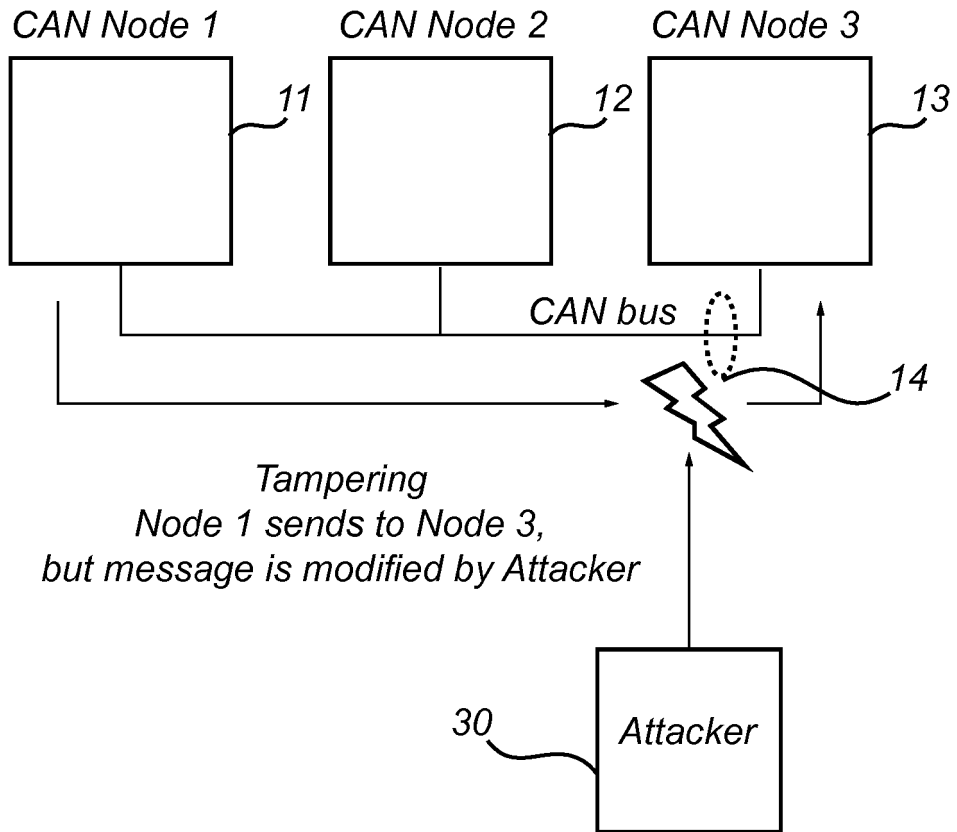 CAN Node 1
CAN Node 2
CAN Node 3
11
12
13
CAN bus
14
Tampering
Node 1 sends to Node 3,
but message is modified by Attacker
30
Attacker